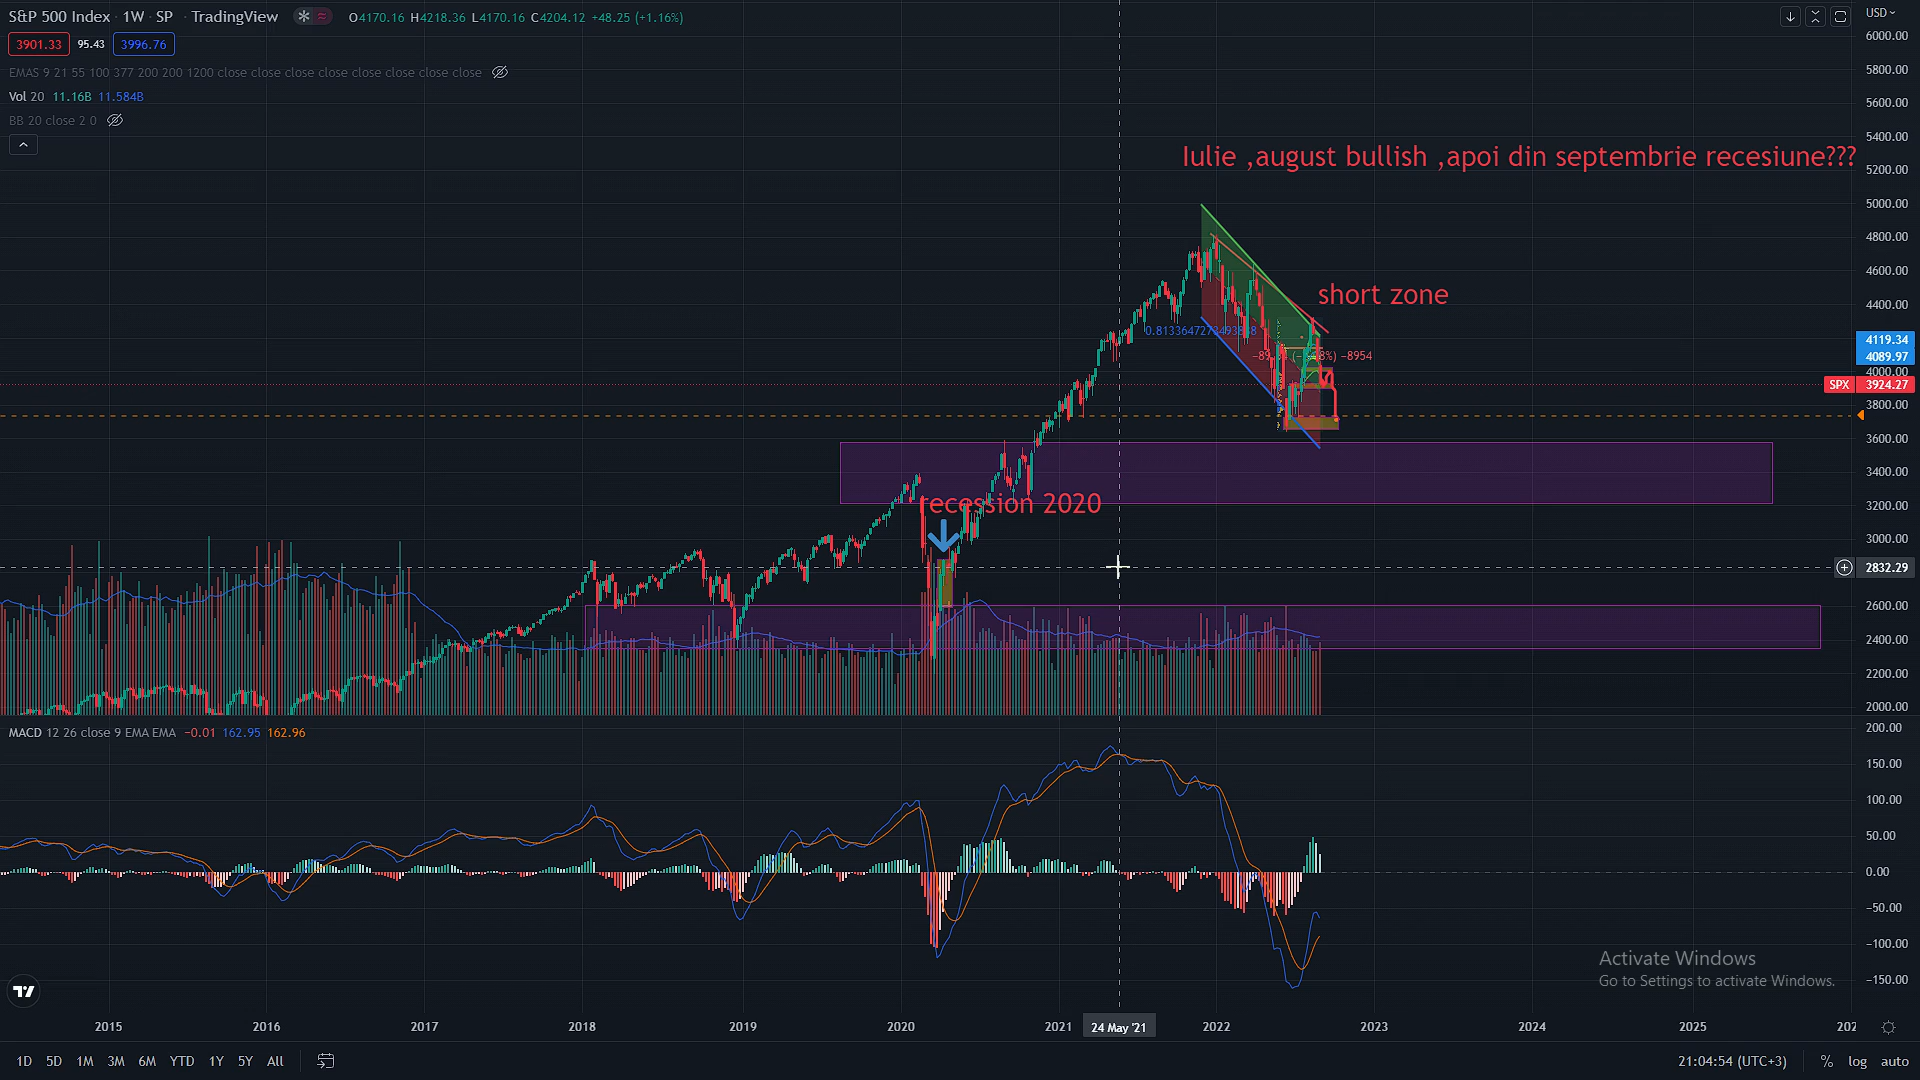 S&P 500 Index · 1W · SP · TradingView
O4170.16 H4218.36 L4170.16 C4204.12 +48.25 (+1.16%)
USD
3901.33 95.43 3996.76
EMAS 9 21 55 100 377 200 200 1200 close close close close close close close close
Vol 20 11.16B 11.584B
BB 20 close 2 0
Iulie ,august bullish ,apoi din septembrie recesiune???
short zone
recession 2020
6000.00
5800.00
5600.00
5400.00
5200.00
5000.00
4800.00
4600.00
4400.00
4119.34
4089.97
4000.00
SPX 3924.27
3800.00
3600.00
3400.00
3200.00
3000.00
2832.29
2600.00
2400.00
2200.00
2000.00
MACD 12 26 close 9 EMA EMA −0.01 162.95 162.96
200.00
150.00
100.00
50.00
0.00
−50.00
−100.00
−150.00
Activate Windows
Go to Settings to activate Windows.
2015 2016 2017 2018 2019 2020 2021 24 May '21 2022 2023 2024 2025 202
1D 5D 1M 3M 6M YTD 1Y 5Y All
21:04:54 (UTC+3) % log auto